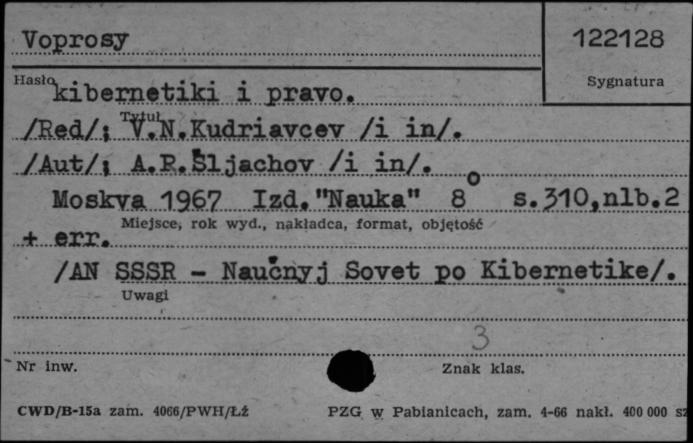 Voprosy
122128
Hasło
Sygnatura
kibernetiki i pravo.
Tytuł
/Red/: V.N.Kudriavcev /i in/.
/Aut/: A.R.Šljachov /i in/.
Moskva 1967 Izd."Nauka" 8° s.310,nlb.2
Miejsce, rok wyd., nakładca, format, objętość
+ err.
/AN SSSR - Naučnyj Sovet po Kibernetike/.
Uwagi
3
Nr inw.
Znak klas.
CWD/B-15a zam. 4066/PWH/Łź
PZG w Pabianicach, zam. 4-66 nakł. 400 000 sz